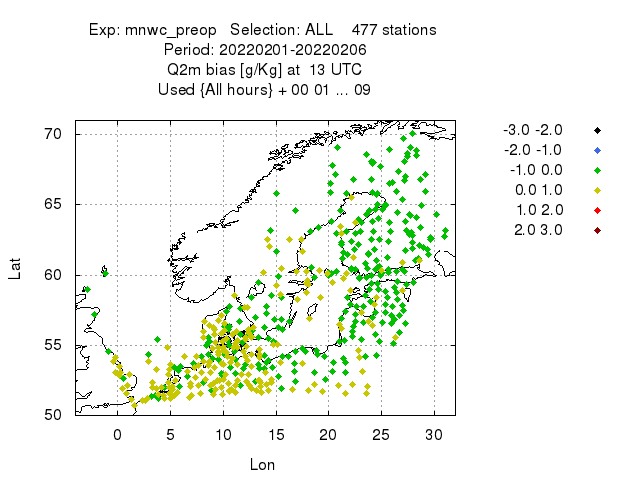 Exp: mnwc_preop   Selection: ALL    477 stations
Period: 20220201-20220206
Q2m bias [g/Kg] at  13 UTC
Used {All hours} + 00 01 ... 09
-3.0 -2.0
-2.0 -1.0
-1.0 0.0
0.0 1.0
1.0 2.0
2.0 3.0
70
65
60
55
50
Lat
0 5 10 15 20 25 30
Lon